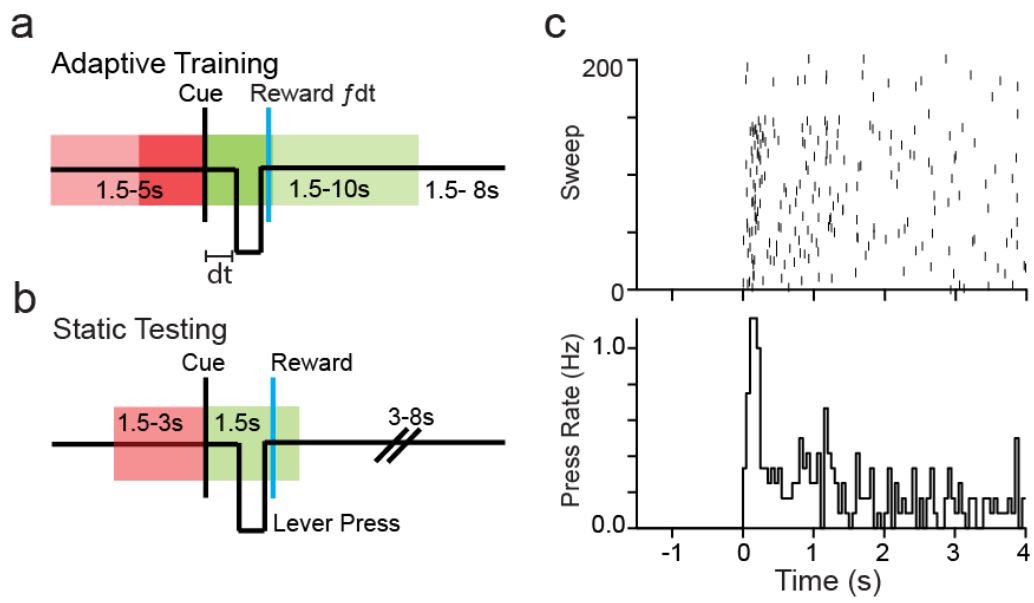 a
Adaptive Training
Cue
Reward ƒdt
1.5-5s
1.5-10s
1.5- 8s
dt
b
Static Testing
Cue
Reward
1.5-3s
1.5s
3-8s
Lever Press
c
200
Sweep
0
1.0
Press Rate (Hz)
0.0
-1 0 1 2 3 4
Time (s)